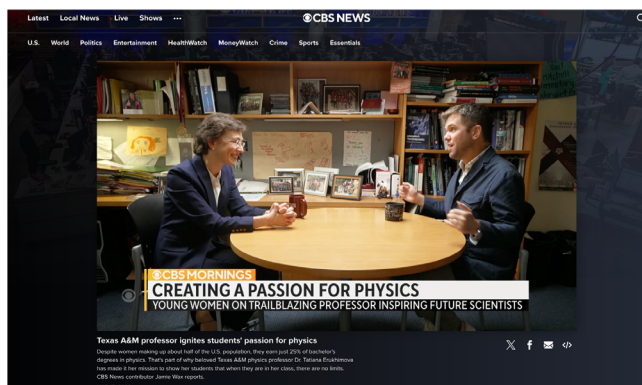 Latest Local News Live Shows •••
CBS NEWS
U.S. World Politics Entertainment HealthWatch MoneyWatch Crime Sports Essentials
CBS MORNINGS
CREATING A PASSION FOR PHYSICS
YOUNG WOMEN ON TRAILBLAZING PROFESSOR INSPIRING FUTURE SCIENTISTS
Texas A&M professor ignites students' passion for physics
Despite women making up about half of the U.S. population, they earn just 25% of bachelor's
degrees in physics. That's part of why beloved Texas A&M physics professor Dr. Tatiana Erukhimova
has made it her mission to show her students that when they are in her class, there are no limits.
CBS News contributor Jamie Wax reports.